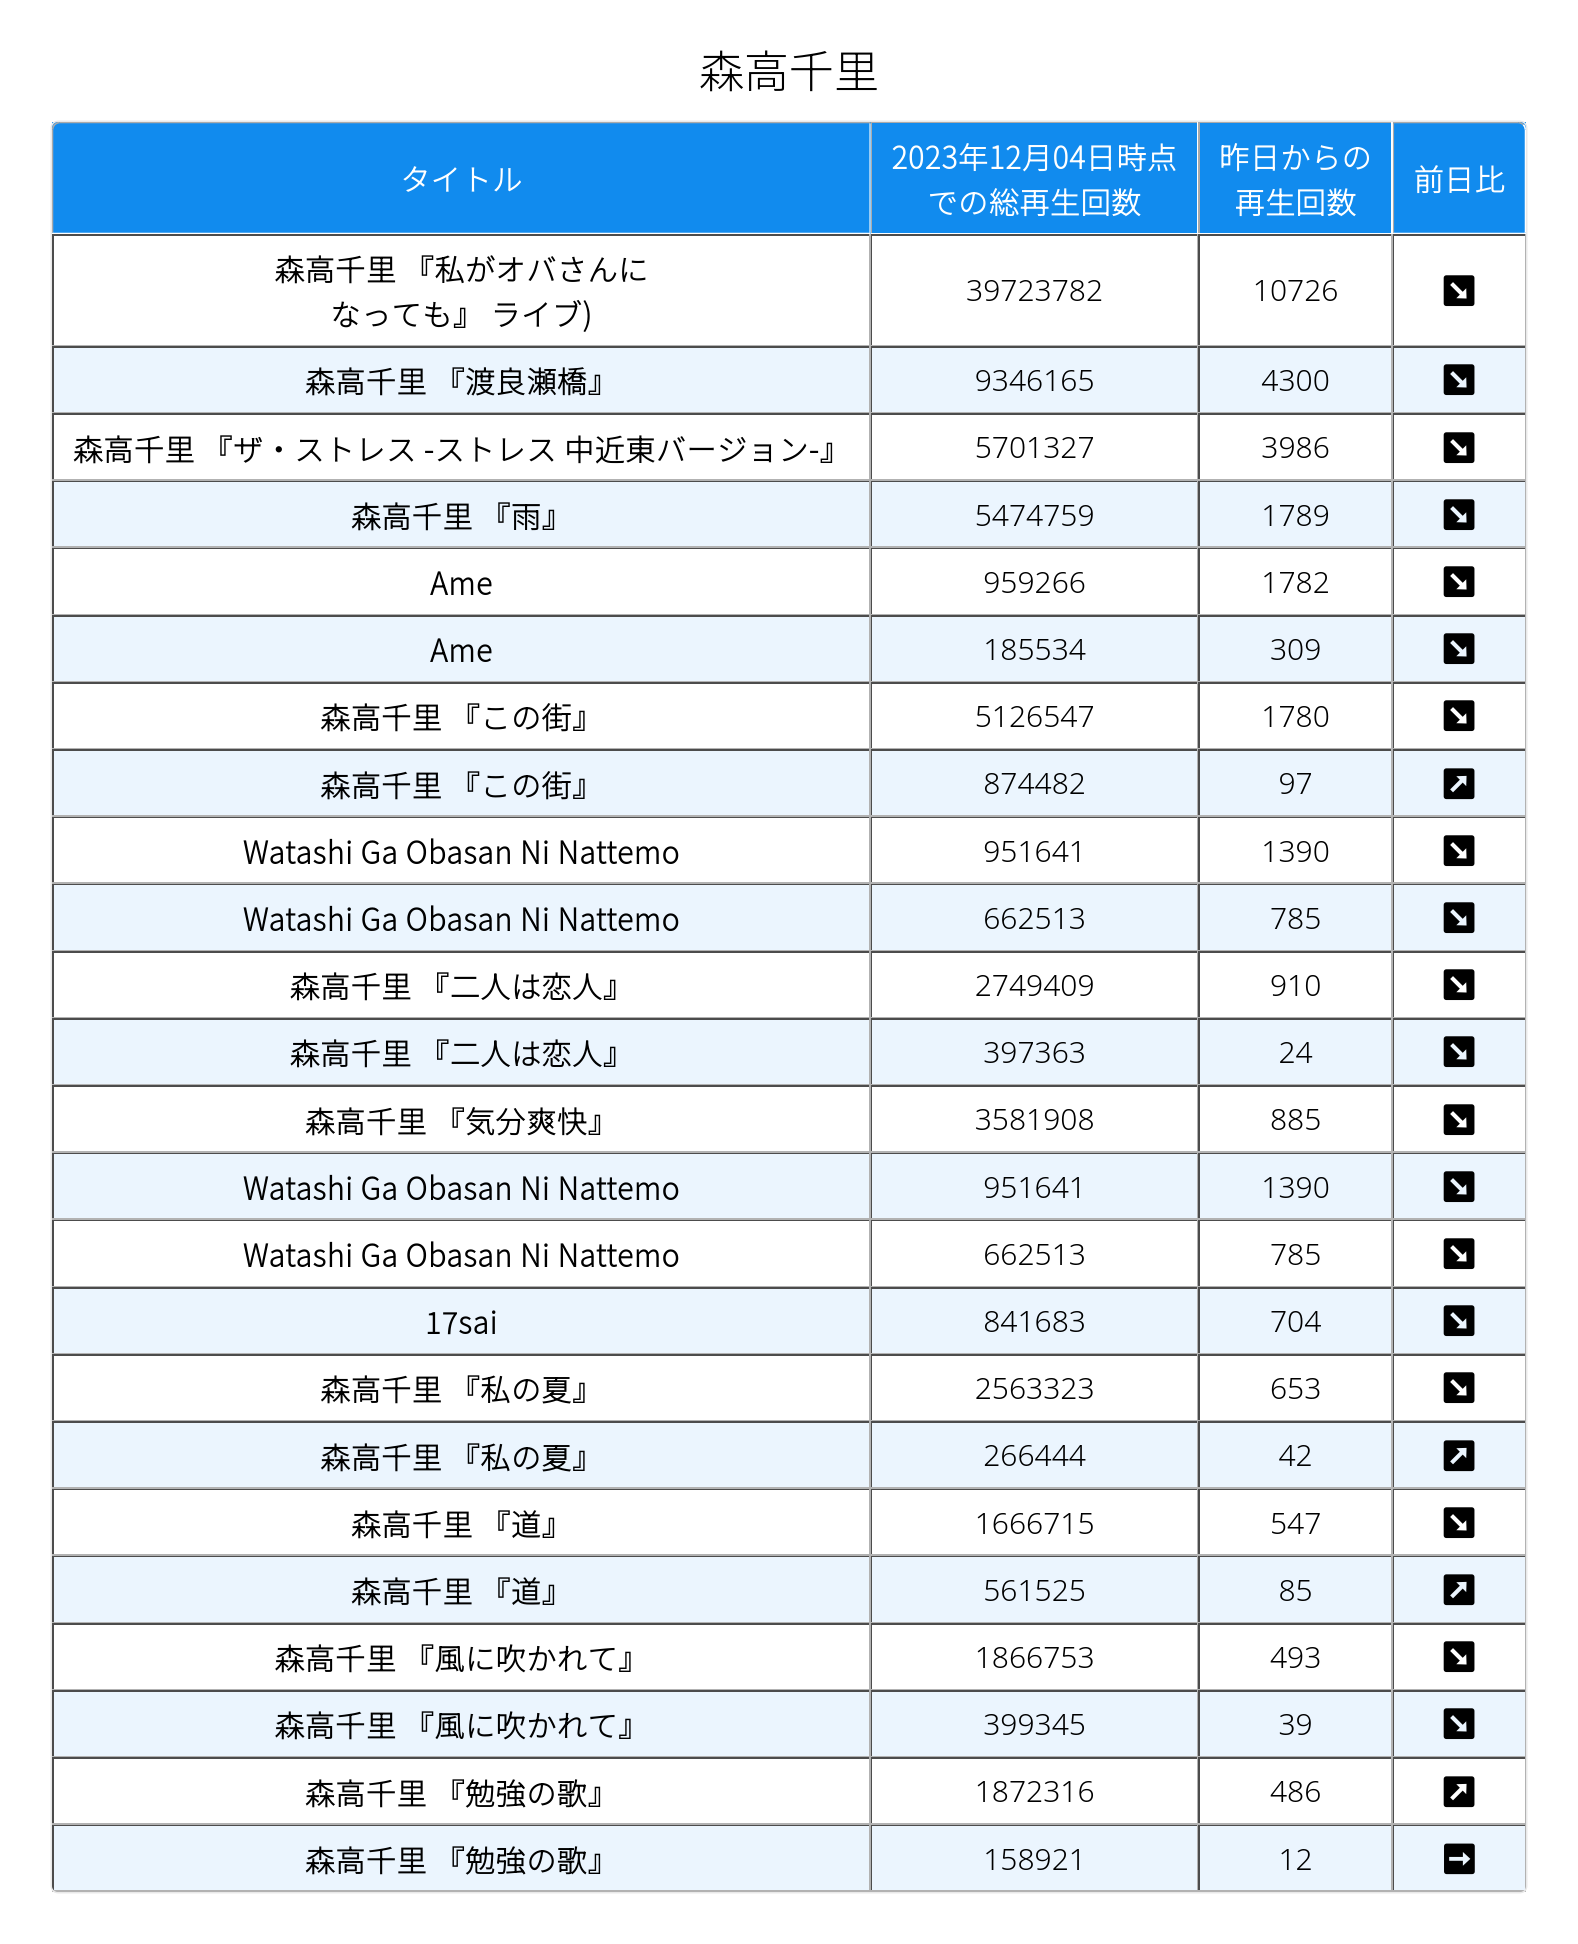 森高千里
タイトル
2023年12月04日時点
での総再生回数
昨日からの
再生回数
前日比
森高千里 『私がオバさんに
なっても』 ライブ)
39723782
10726
森高千里 『渡良瀬橋』
9346165
4300
森高千里 『ザ・ストレス -ストレス 中近東バージョン-』
5701327
3986
森高千里 『雨』
5474759
1789
Ame
959266
1782
Ame
185534
309
森高千里 『この街』
5126547
1780
森高千里 『この街』
874482
97
Watashi Ga Obasan Ni Nattemo
951641
1390
Watashi Ga Obasan Ni Nattemo
662513
785
森高千里 『二人は恋人』
2749409
910
森高千里 『二人は恋人』
397363
24
森高千里 『気分爽快』
3581908
885
Watashi Ga Obasan Ni Nattemo
951641
1390
Watashi Ga Obasan Ni Nattemo
662513
785
17sai
841683
704
森高千里 『私の夏』
2563323
653
森高千里 『私の夏』
266444
42
森高千里 『道』
1666715
547
森高千里 『道』
561525
85
森高千里 『風に吹かれて』
1866753
493
森高千里 『風に吹かれて』
399345
39
森高千里 『勉強の歌』
1872316
486
森高千里 『勉強の歌』
158921
12